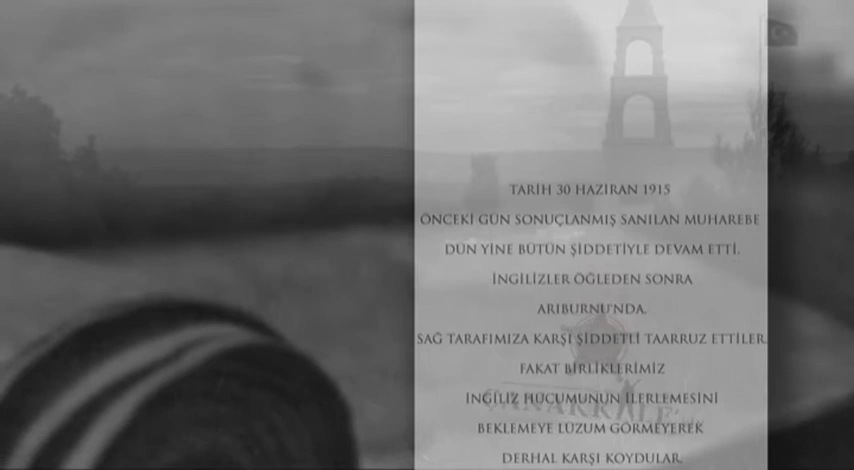 TARİH 30 HAZİRAN 1915
ÖNCEKİ GÜN SONUÇLANMIŞ SANILAN MUHAREBE
DÜN YİNE BÜTÜN ŞİDDETİYLE DEVAM ETTİ.
İNGİLİZLER ÖĞLEDEN SONRA
ARIBURNU'NDA,
SAĞ TARAFIMIZA KARŞI ŞİDDETLİ TAARRUZ ETTİLER.
FAKAT BİRLİKLERİMİZ
İNGİLİZ HÜCUMUNUN İLERLEMESİNİ
BEKLEMEYE LÜZUM GÖRMEYEREK
DERHAL KARŞI KOYDULAR.
ÇANAKKALE